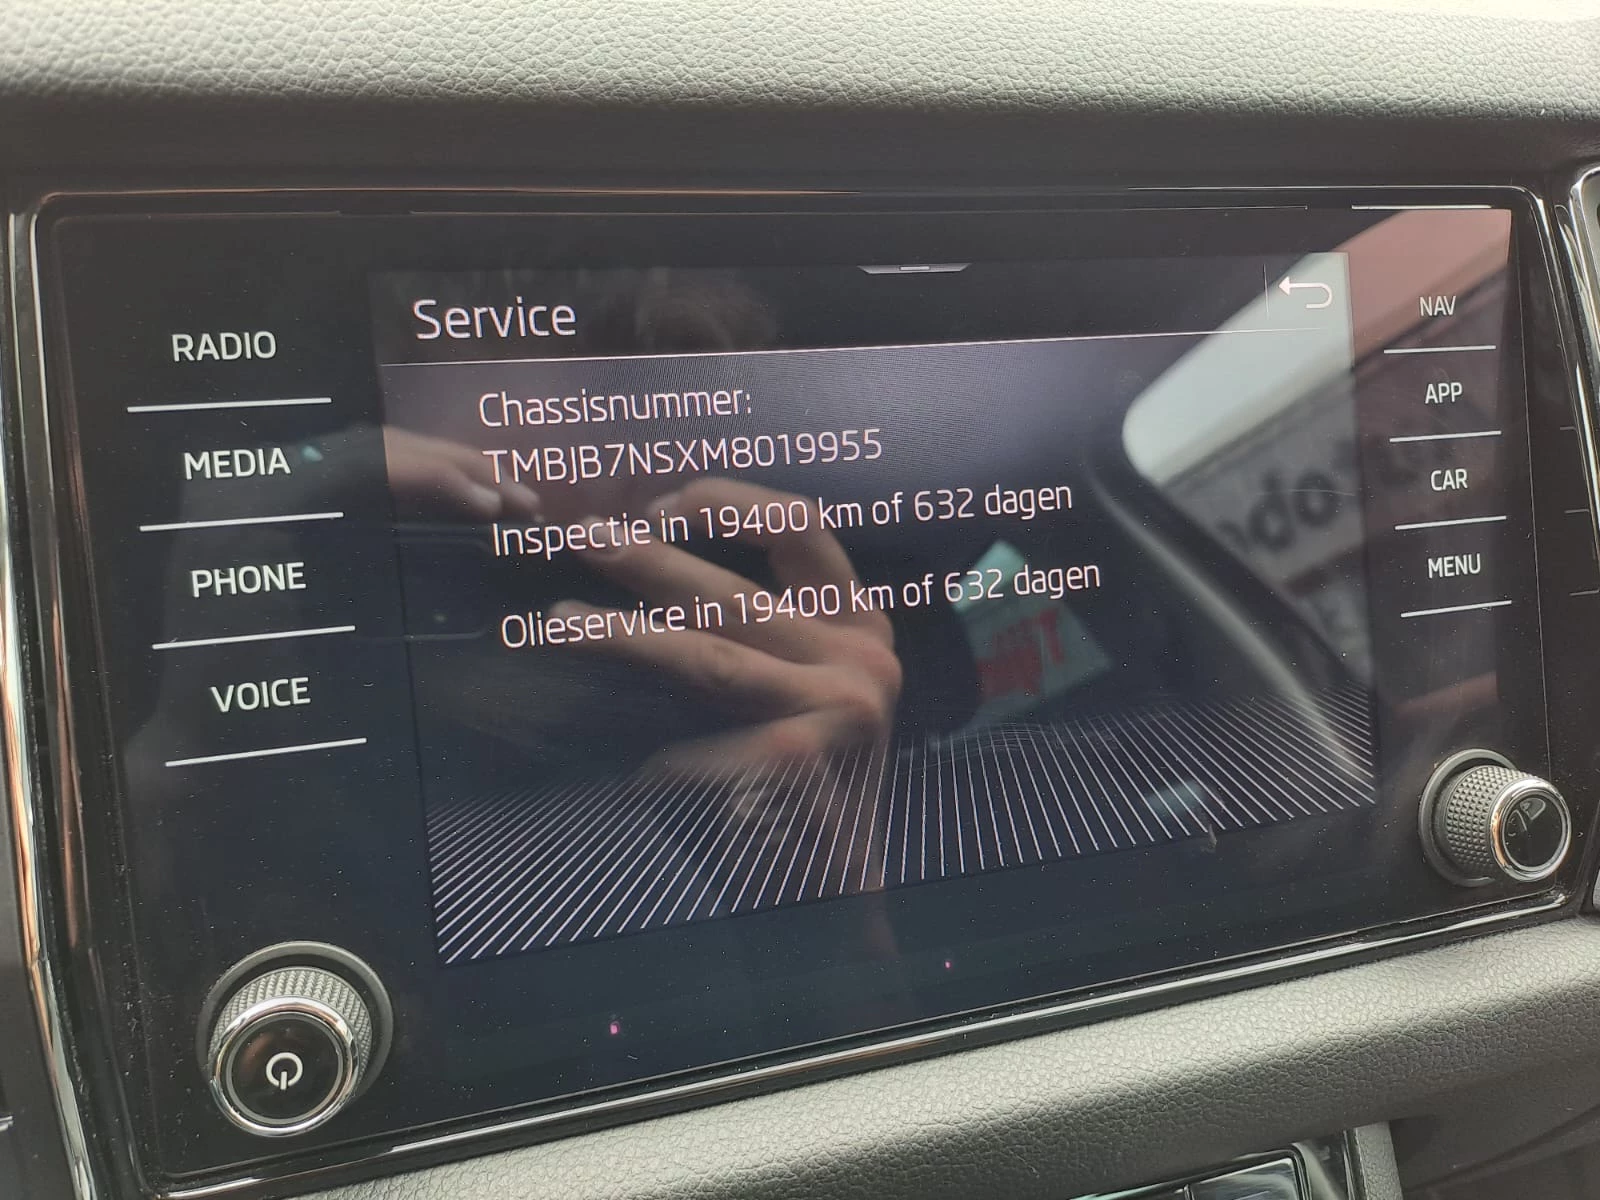 Service
Chassisnummer:
TMBJB7NSXM8019955
Inspectie in 19400 km of 632 dagen
Olieservice in 19400 km of 632 dagen
RADIO
MEDIA
PHONE
VOICE
NAV
APP
CAR
MENU